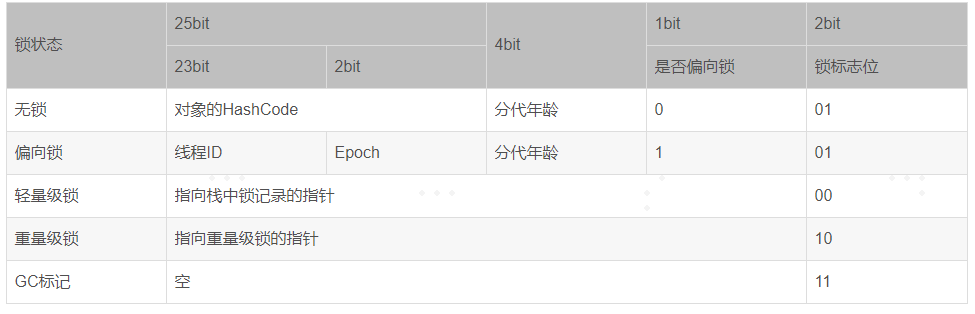 锁状态 25bit 4bit 1bit 2bit
23bit 2bit 是否偏向锁 锁标志位
无锁 对象的HashCode 分代年龄 0 01
偏向锁 线程ID Epoch 分代年龄 1 01
轻量级锁 指向栈中锁记录的指针 00
重量级锁 指向重量级锁的指针 10
GC标记 空 11